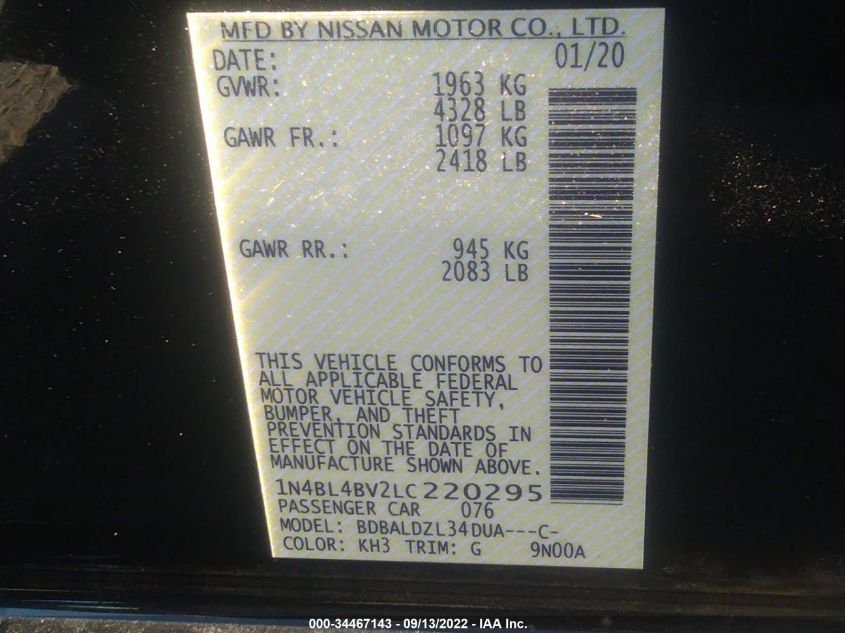 MFD BY NISSAN MOTOR CO., LTD.
DATE: 01/20
GVWR: 1963 KG
4328 LB
GAWR FR.: 1097 KG
2418 LB
GAWR RR.: 945 KG
2083 LB
THIS VEHICLE CONFORMS TO
ALL APPLICABLE FEDERAL
MOTOR VEHICLE SAFETY,
BUMPER, AND THEFT
PREVENTION STANDARDS IN
EFFECT ON THE DATE OF
MANUFACTURE SHOWN ABOVE.
1N4BL4BV2LC220295
PASSENGER CAR 076
MODEL: BDBALDZL34DUA---C-
COLOR: KH3 TRIM: G 9N00A
000-34467143 - 09/13/2022 - IAA Inc.